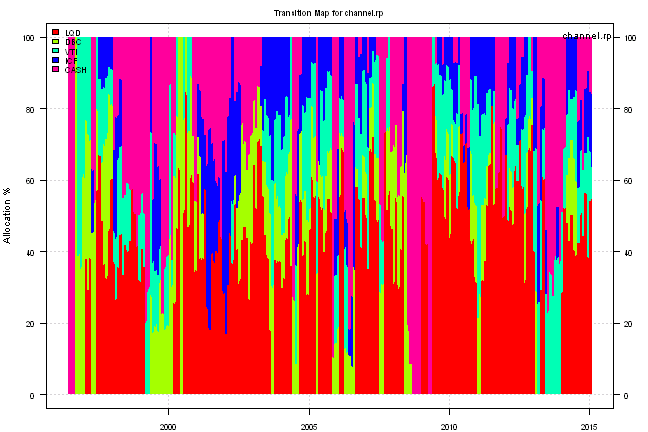 Transition Map for channel.rp
channel.rp
LQD
DBC
VTI
ICF
CASH
100
80
60
40
20
0
Allocation %
100
80
60
40
20
0
2000
2005
2010
2015